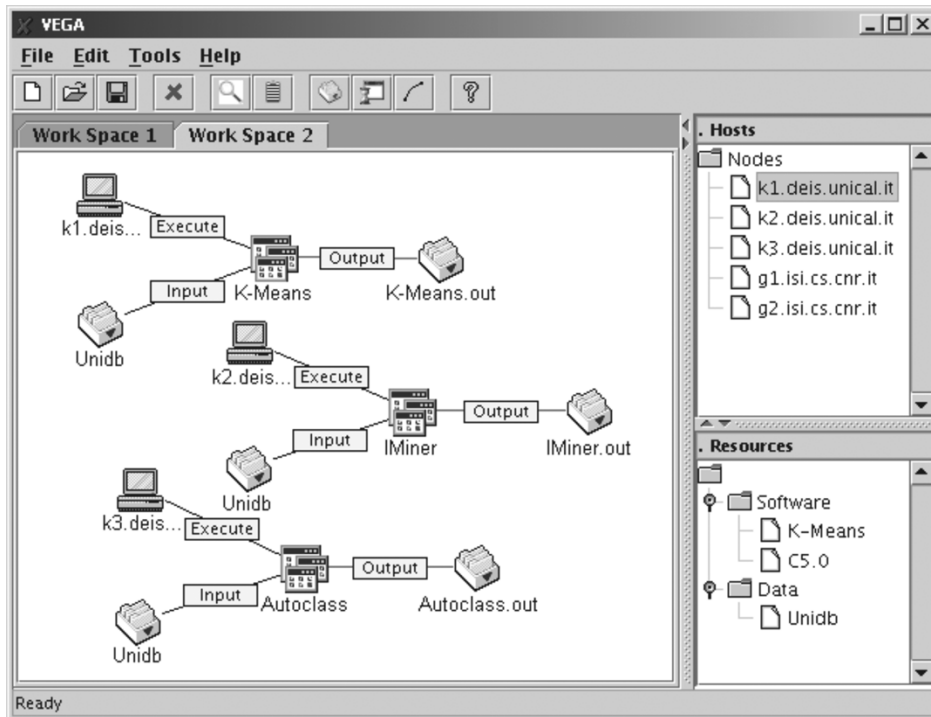 VEGA
File Edit Tools Help
Work Space 1
Work Space 2
k1.deis...
Execute
Input
Unidb
K-Means
Output
K-Means.out
k2.deis...
Execute
Input
Unidb
IMiner
Output
IMiner.out
k3.deis...
Execute
Input
Unidb
Autoclass
Output
Autoclass.out
. Hosts
Nodes
k1.deis.unical.it
k2.deis.unical.it
k3.deis.unical.it
g1.isi.cs.cnr.it
g2.isi.cs.cnr.it
. Resources
Software
K-Means
C5.0
Data
Unidb
Ready